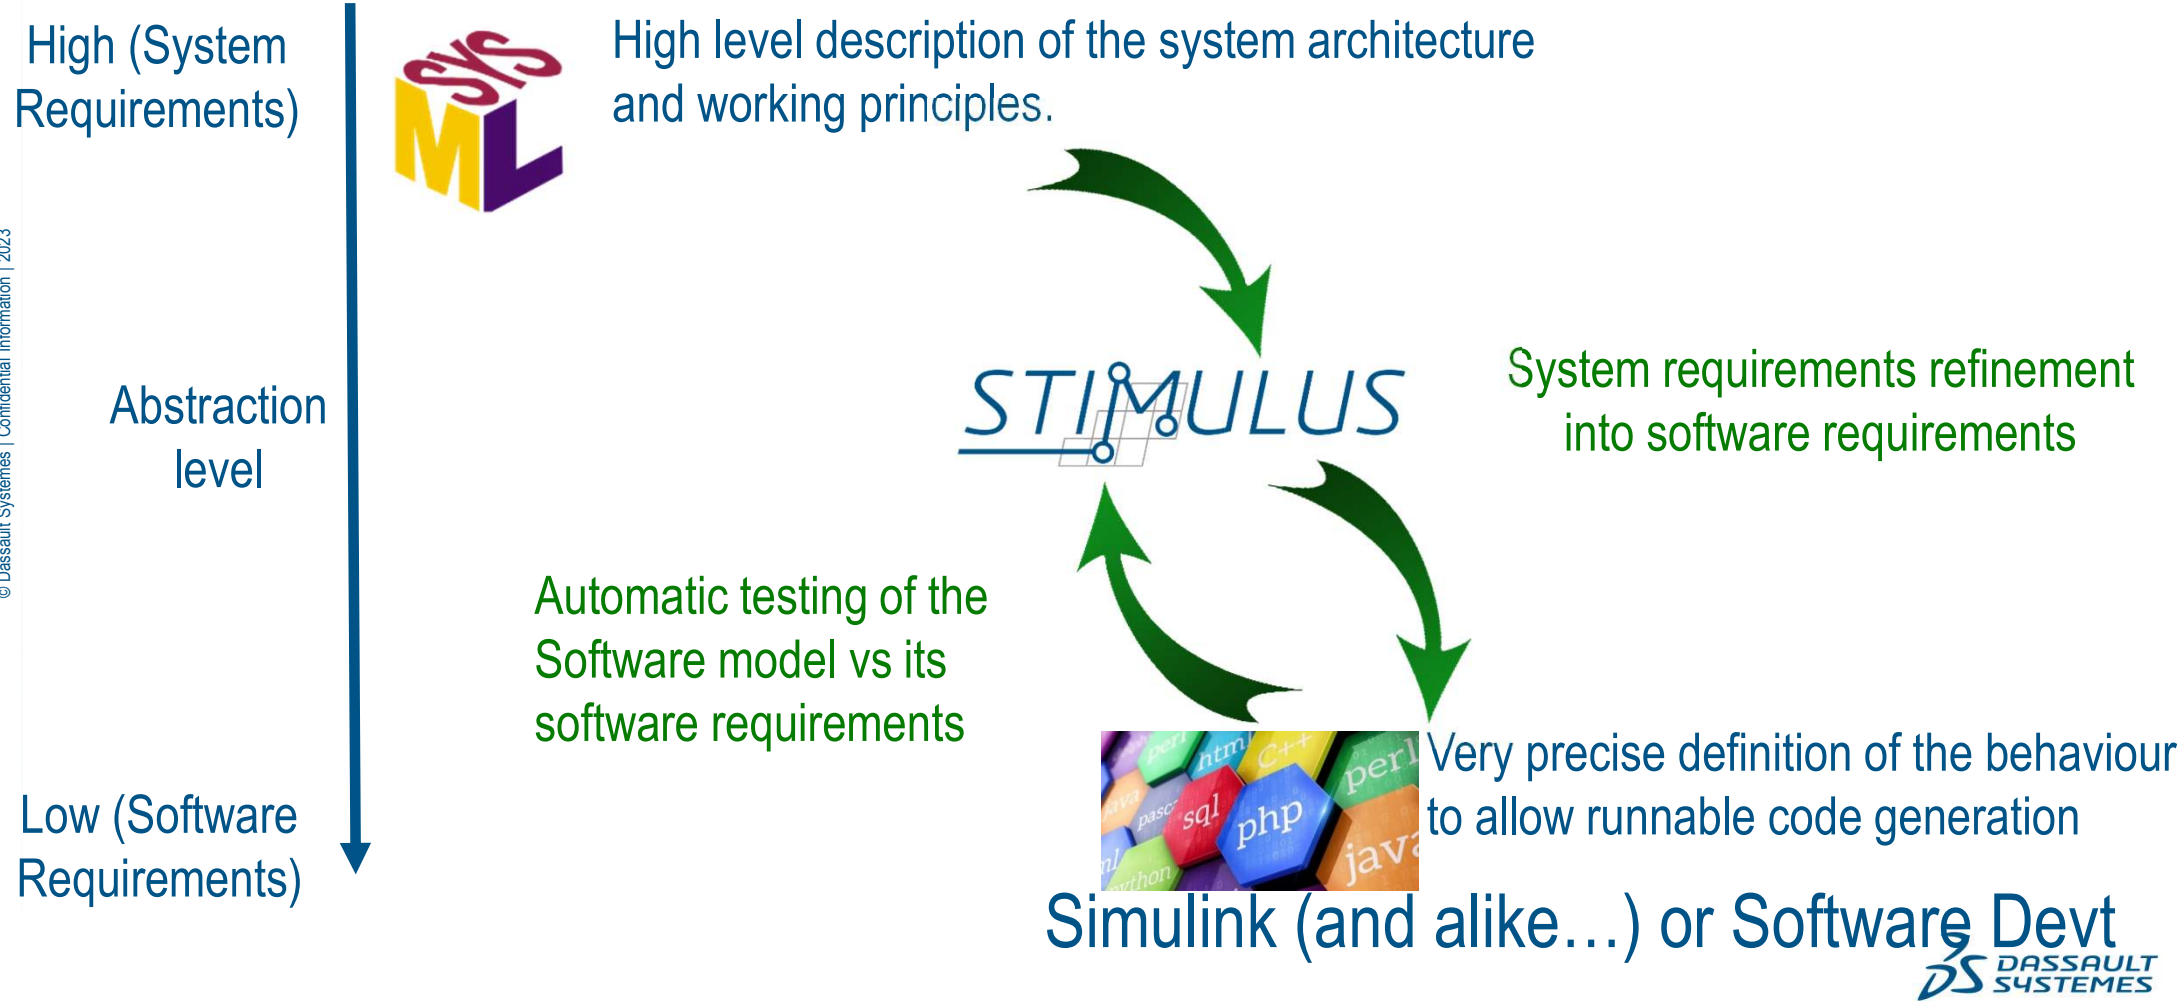 High (System
Requirements)
SYS
ML
High level description of the system architecture
and working principles.
© Dassault Systèmes | Confidential Information | 2023
Abstraction
level
STIMULUS
System requirements refinement
into software requirements
Automatic testing of the
Software model vs its
software requirements
perl
html
C++
perl
java
pasc
sql
php
java
python
Very precise definition of the behaviour
to allow runnable code generation
Low (Software
Requirements)
Simulink (and alike…) or Software Devt
DASSAULT
SYSTEMES